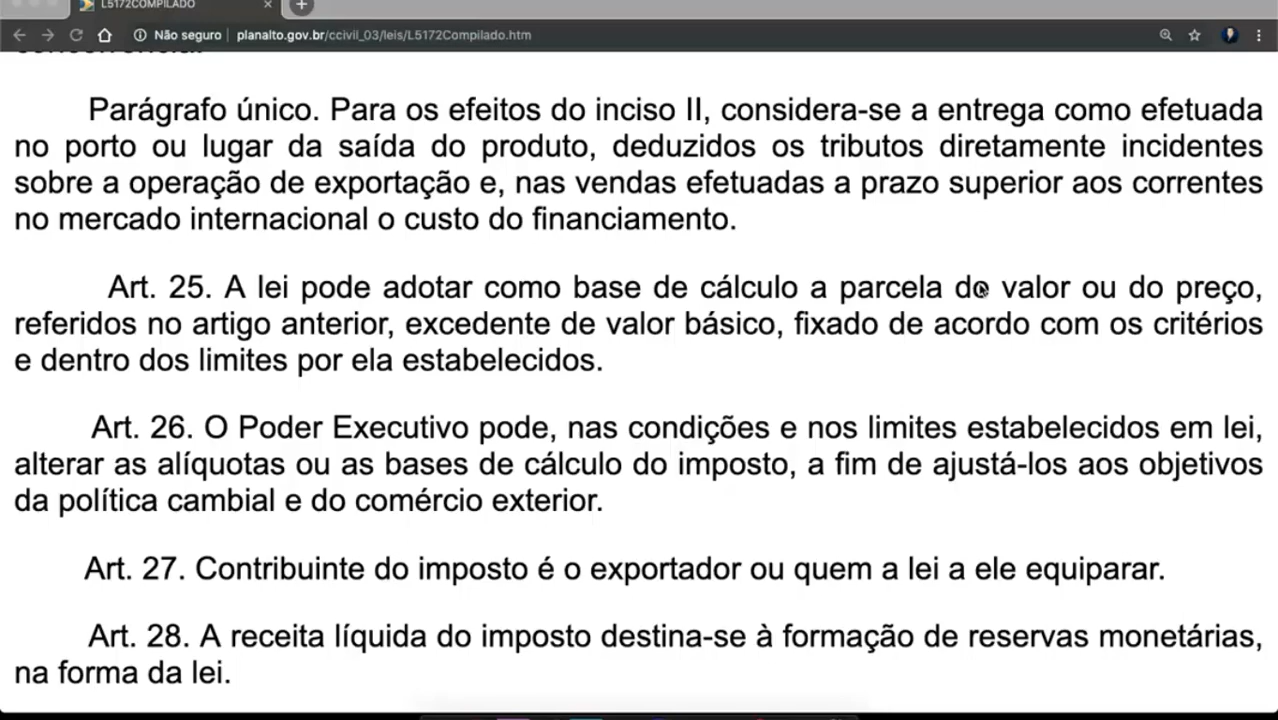 L5172COMPILADO
Não seguro
planalto.gov.br/ccivil_03/leis/L5172Compilado.htm
Parágrafo único. Para os efeitos do inciso II, considera-se a entrega como efetuada
no porto ou lugar da saída do produto, deduzidos os tributos diretamente incidentes
sobre a operação de exportação e, nas vendas efetuadas a prazo superior aos correntes
no mercado internacional o custo do financiamento.
Art. 25. A lei pode adotar como base de cálculo a parcela do valor ou do preço,
referidos no artigo anterior, excedente de valor básico, fixado de acordo com os critérios
e dentro dos limites por ela estabelecidos.
Art. 26. O Poder Executivo pode, nas condições e nos limites estabelecidos em lei,
alterar as alíquotas ou as bases de cálculo do imposto, a fim de ajustá-los aos objetivos
da política cambial e do comércio exterior.
Art. 27. Contribuinte do imposto é o exportador ou quem a lei a ele equiparar.
Art. 28. A receita líquida do imposto destina-se à formação de reservas monetárias,
na forma da lei.